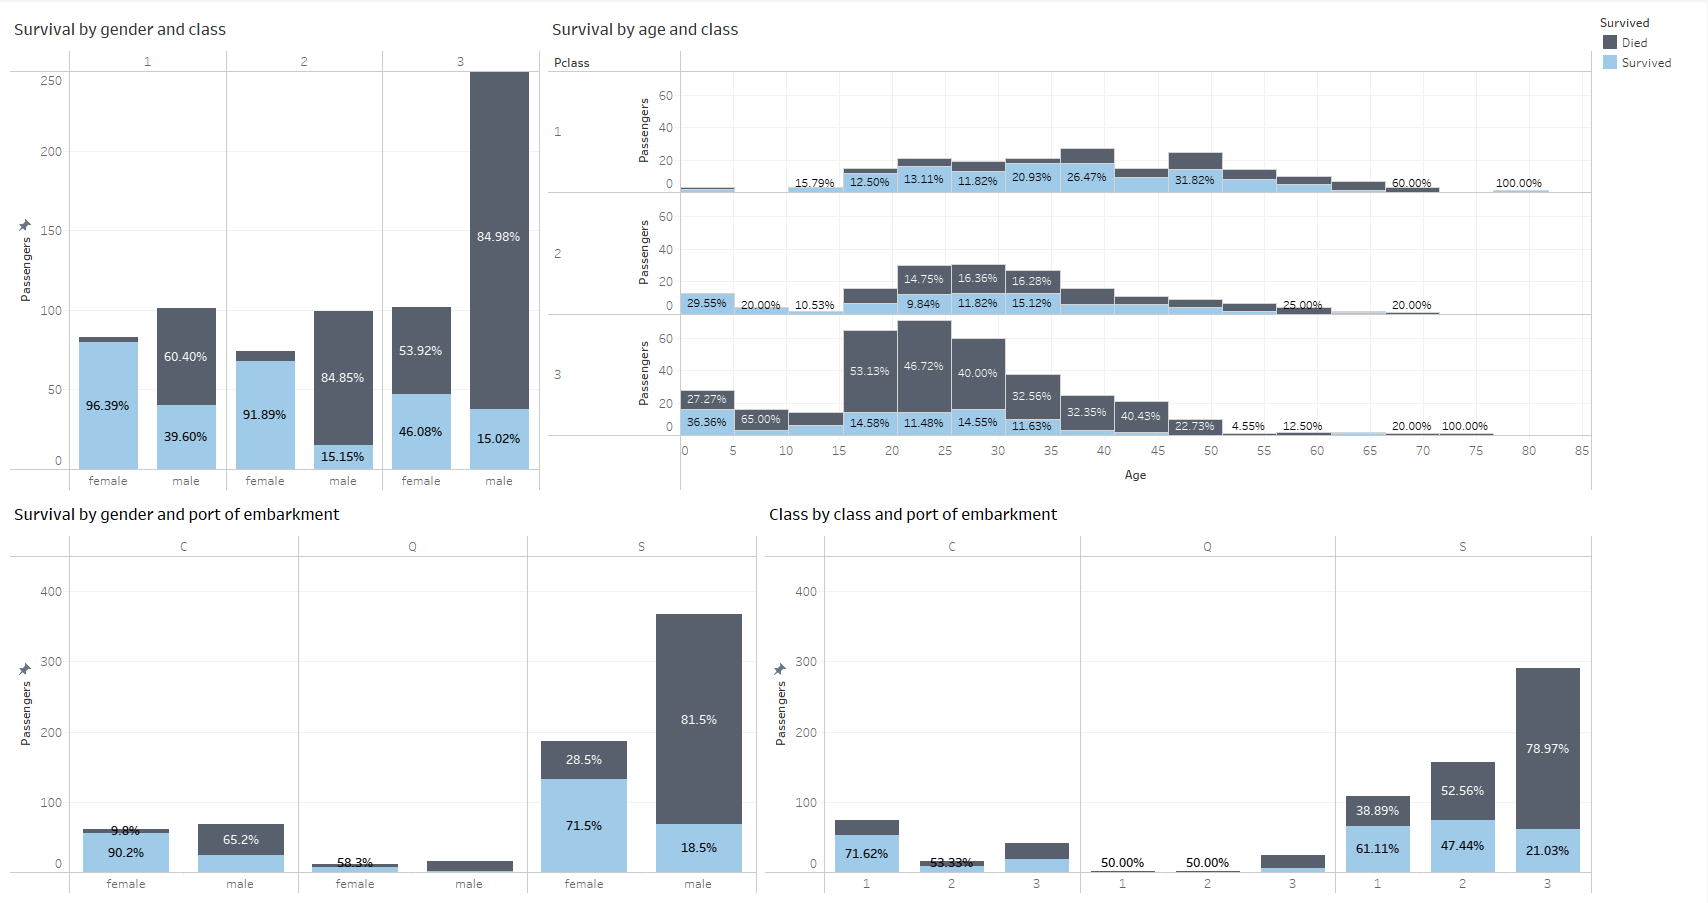 Survival by gender and class
1 2 3
250
200
150
100
50
0
Passengers
84.98%
60.40%
84.85%
53.92%
96.39%
91.89%
46.08%
39.60%
15.02%
15.15%
female male female male female male
Survival by age and class
Pclass
1
Passengers
60
40
20
0
15.79% 12.50% 13.11% 11.82% 20.93% 26.47% 31.82% 60.00% 100.00%
2
Passengers
60
40
20
0
14.75% 16.36% 16.28%
29.55% 20.00% 10.53% 9.84% 11.82% 15.12% 25.00% 20.00%
3
Passengers
60
40
20
0
53.13% 46.72% 40.00%
27.27% 65.00% 32.56% 32.35% 40.43%
36.36% 14.58% 11.48% 14.55% 11.63% 22.73% 4.55% 12.50% 20.00% 100.00%
0 5 10 15 20 25 30 35 40 45 50 55 60 65 70 75 80 85
Age
Survived
Died
Survived
Survival by gender and port of embarkment
C Q S
400
300
200
100
0
Passengers
81.5%
28.5%
9.8%
65.2%
71.5%
90.2%
58.3%
18.5%
female male female male female male
Class by class and port of embarkment
C Q S
400
300
200
100
0
Passengers
78.97%
52.56%
38.89%
71.62% 53.33% 50.00% 50.00% 61.11% 47.44% 21.03%
1 2 3 1 2 3 1 2 3